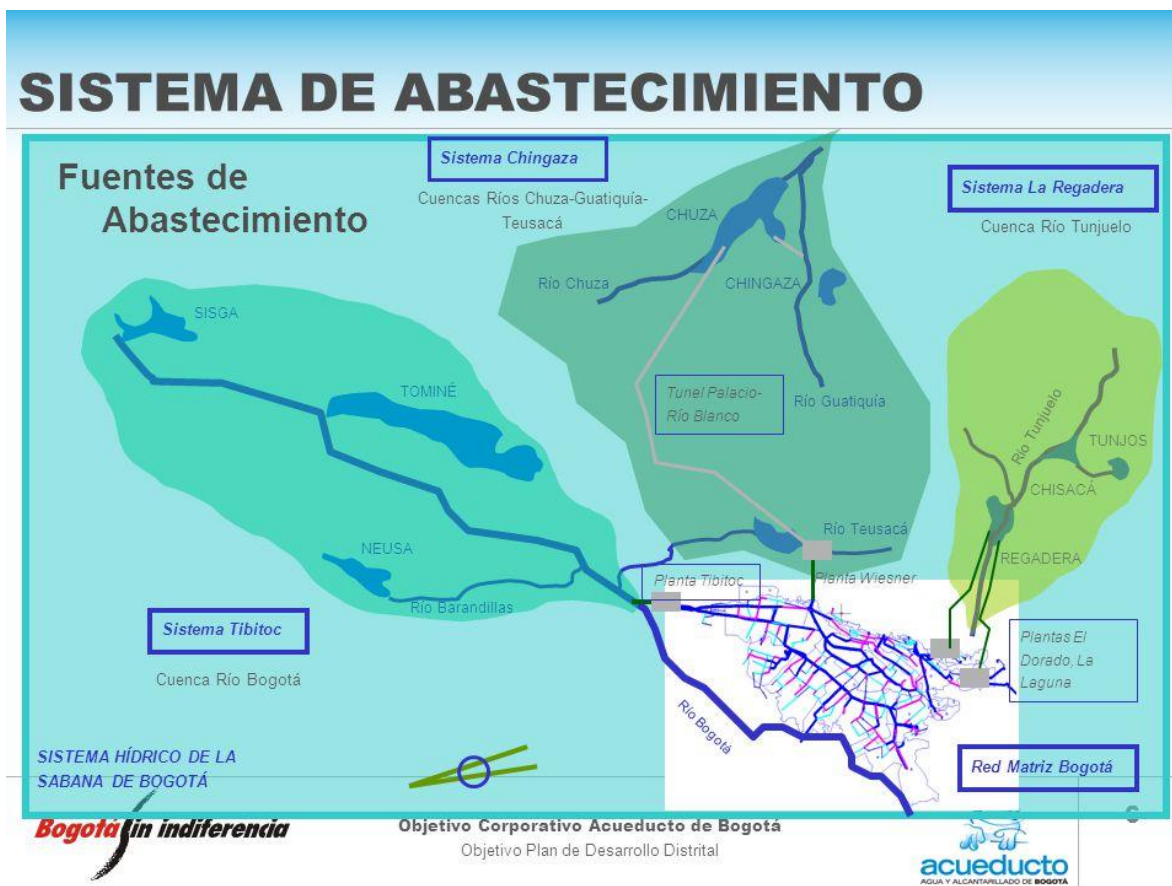 SISTEMA DE ABASTECIMIENTO
Fuentes de
Abastecimiento
Sistema Chingaza
Cuencas Ríos Chuza-Guatiquía-
Teusacá
Sistema La Regadera
Cuenca Río Tunjuelo
CHUZA
Río Chuza
CHINGAZA
SISGA
TOMINÉ
Tunel Palacio-
Río Blanco
Río Guatiquía
Río Tunjuelo
TUNJOS
CHISACÁ
NEUSA
Río Teusacá
REGADERA
Planta Tibitoc
Planta Wiesner
Río Barandillas
Sistema Tibitoc
Cuenca Río Bogotá
Plantas El
Dorado, La
Laguna
Río Bogotá
SISTEMA HÍDRICO DE LA
SABANA DE BOGOTÁ
Red Matriz Bogotá
Bogotá sin indiferencia
Objetivo Corporativo Acueducto de Bogotá
Objetivo Plan de Desarrollo Distrital
acueducto
AGUA Y ALCANTARILLADO DE BOGOTÁ